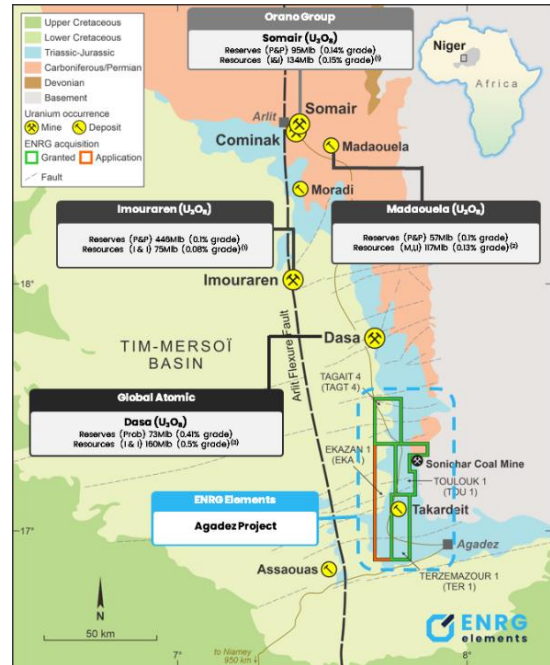 Upper Cretaceous
Lower Cretaceous
Triassic-Jurassic
Carboniferous/Permian
Devonian
Basement
Uranium occurrence
Mine
Deposit
ENRG acquisition
Granted
Application
Fault
Orano Group
Somair (U₃O₈)
Reserves (P&P) 95Mlb (0.14% grade)
Resources (I&I) 134Mlb (0.15% grade)⁽¹⁾
Niger
Africa
Arlit
Somair
Cominak
Madaouela
Moradi
Imouraren (U₃O₈)
Reserves (P&P) 446Mlb (0.1% grade)
Resources (I & I) 75Mlb (0.08% grade)⁽¹⁾
Madaouela (U₃O₈)
Reserves (P&P) 57Mlb (0.1% grade)
Resources (M,I,I) 117Mlb (0.13% grade)⁽²⁾
18°
Imouraren
TIM-MERSOÏ
BASIN
Arlit Flexure Fault
Dasa
TAGAIT 4
(TAGT 4)
Global Atomic
Dasa (U₃O₈)
Reserves (Prob) 73Mlb (0.41% grade)
Resources (I & I) 160Mlb (0.5% grade)⁽³⁾
EKAZAN 1
(EKA 1)
Sonichar Coal Mine
TOULOUK 1
(TOU 1)
ENRG Elements
Agadez Project
Takardeit
17°
Agadez
Assaouas
TERZEMAZOUR 1
(TER 1)
N
50 km
to Niamey
950 km
7°
8°
ENRG
elements